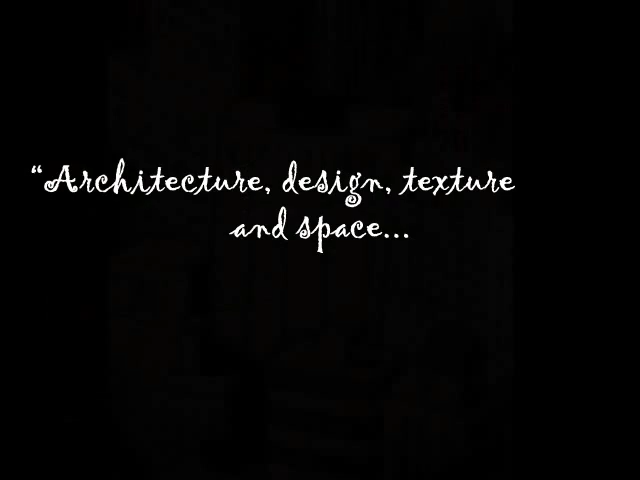 “Architecture, design, texture
and space...